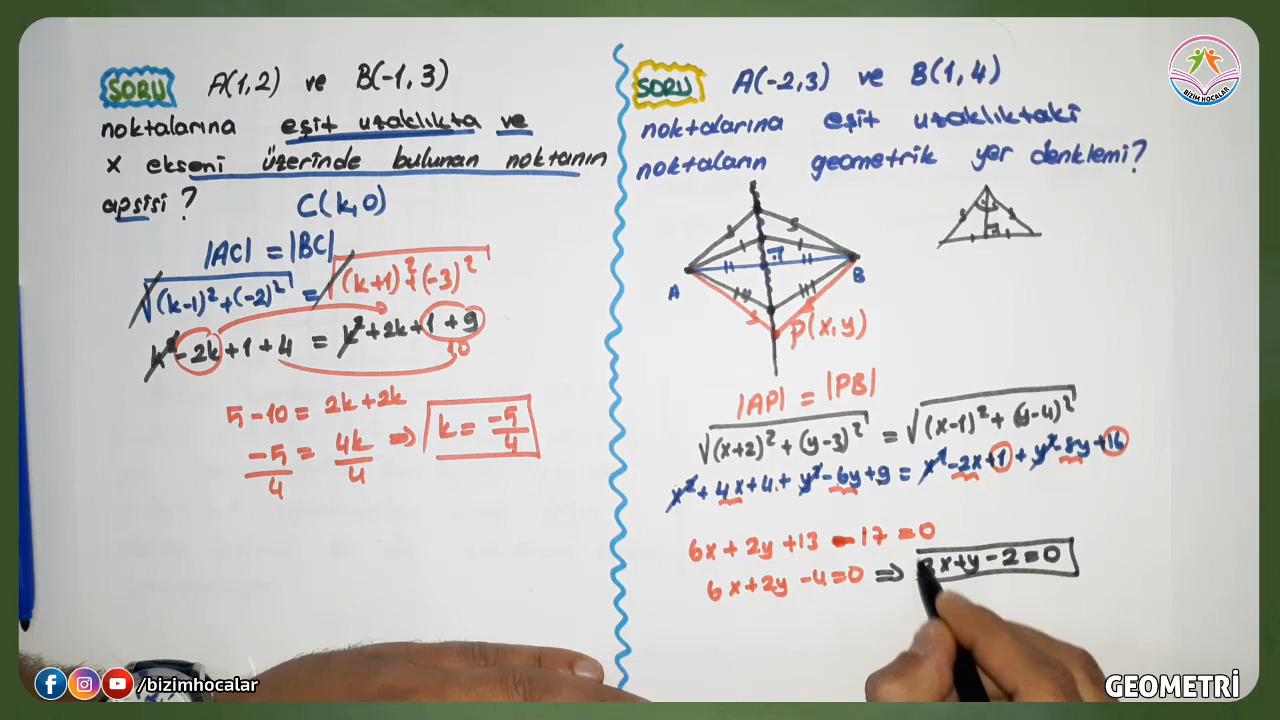 SORU A(1,2) ve B(-1,3)
noktalarına eşit uzaklıkta ve
x ekseni üzerinde bulunan noktanın
apsisi? C(k,0)
|AC| = |BC|
√(k-1)²+(-2)² = √(k+1)²+(-3)²
k²-2k+1+4 = k²+2k+1+9
10
5-10 = 2k+2k
-5/4 = 4k/4 ⇒ k = -5/4
SORU A(-2,3) ve B(1,4)
noktalarına eşit uzaklıktaki
noktaların geometrik yer denklemi?
A
B
P(x,y)
|AP| = |PB|
√(x+2)²+(y-3)² = √(x-1)²+(y-4)²
x²+4x+4+y²-6y+9 = x²-2x+1+y²-8y+16
6x+2y+13-17=0
6x+2y-4=0 ⇒ 3x+y-2=0
BİZİM HOCALAR
/bizimhocalar
GEOMETRİ